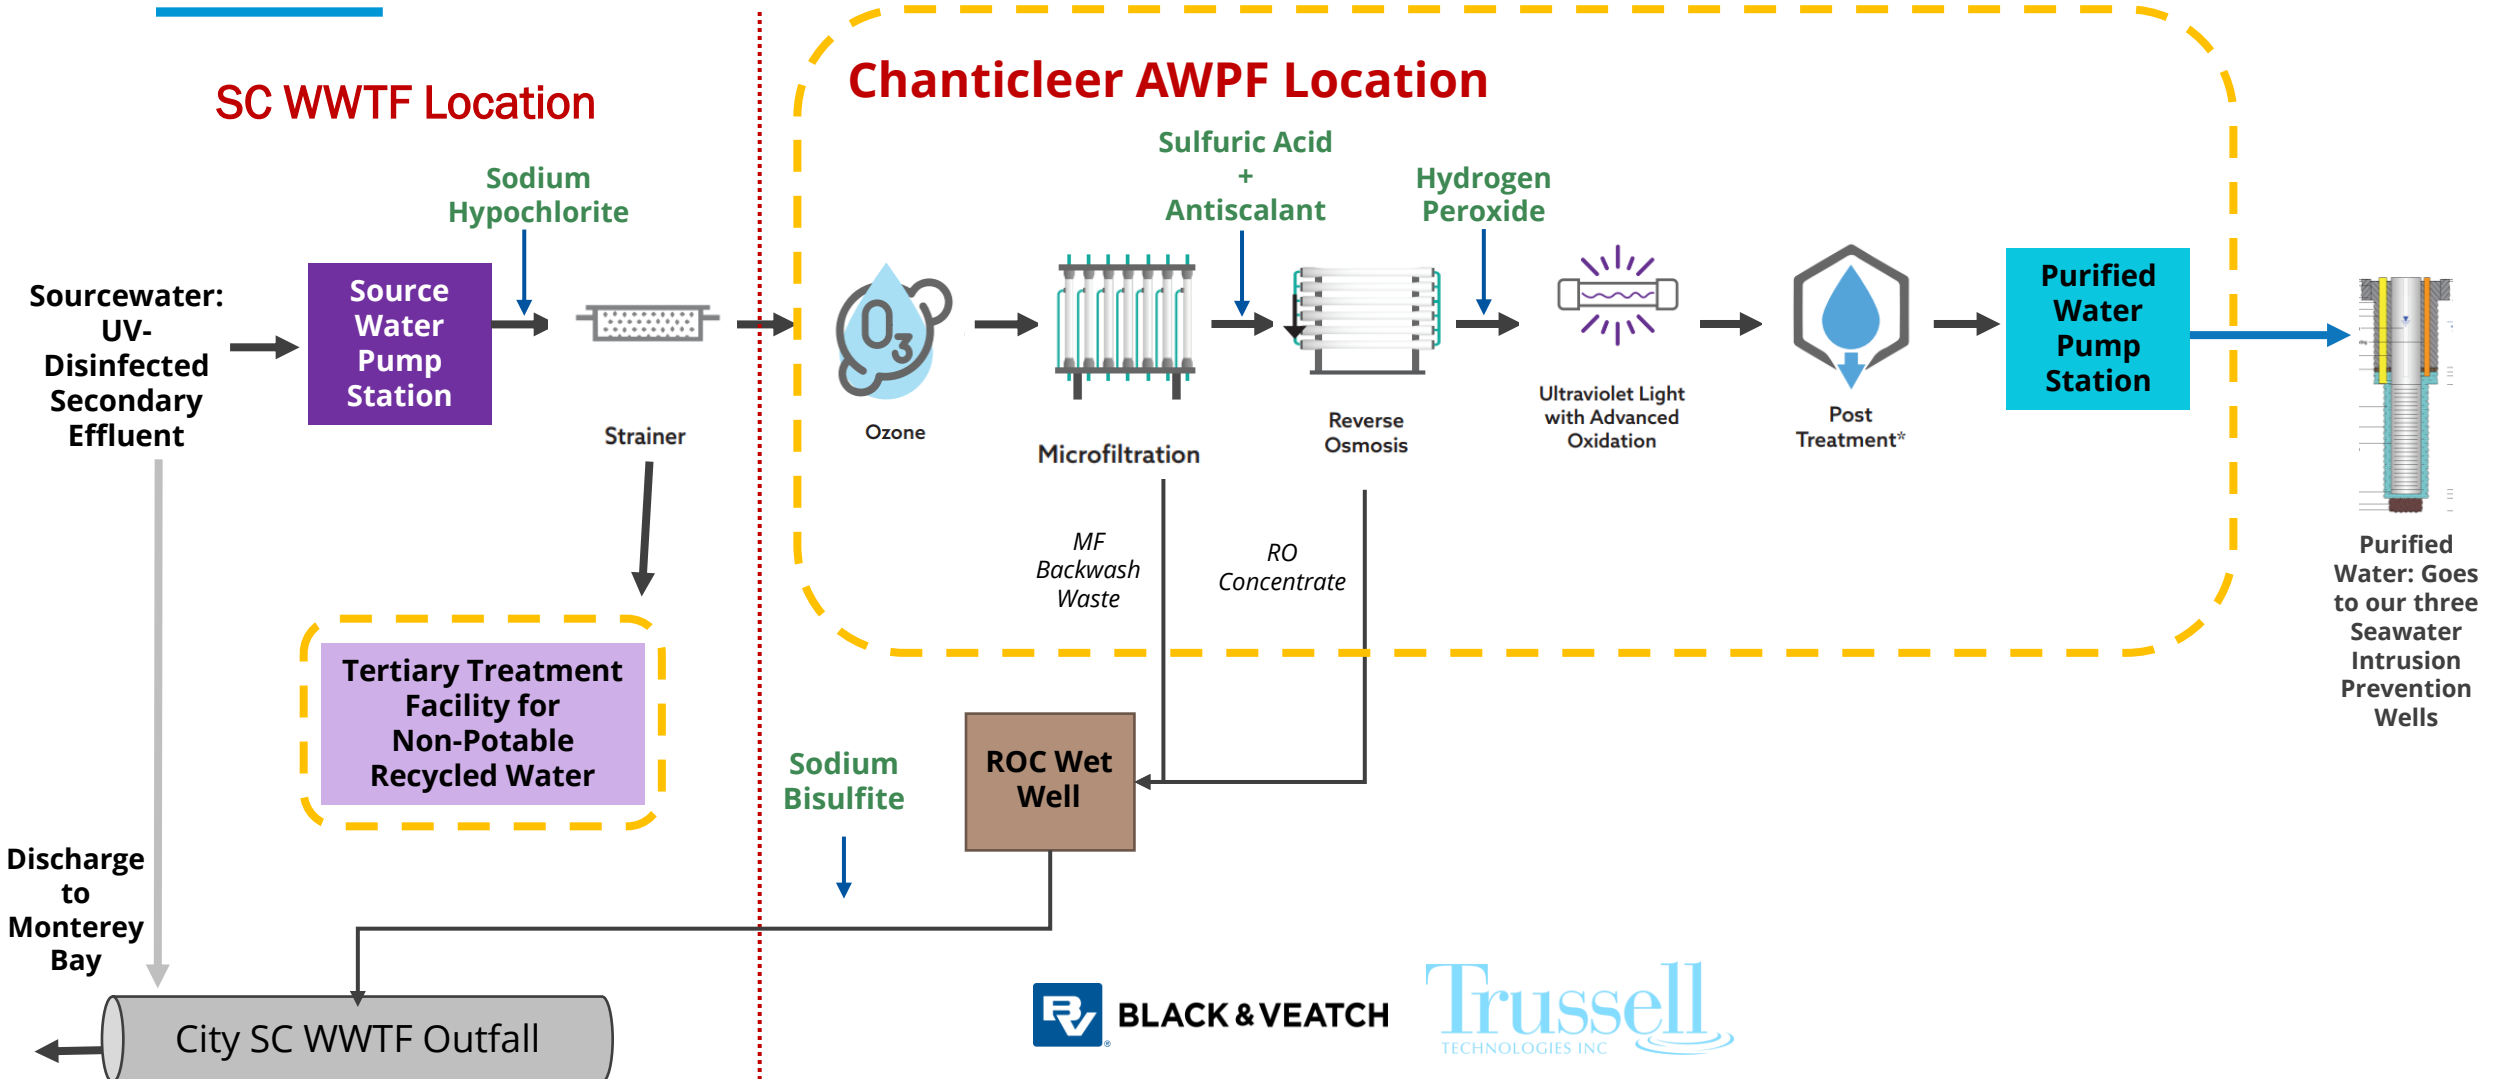 SC WWTF Location
Chanticleer AWPF Location
Sodium
Hypochlorite
Sulfuric Acid
+
Antiscalant
Hydrogen
Peroxide
Sourcewater:
UV-
Disinfected
Secondary
Effluent
Source
Water
Pump
Station
Strainer
O3
Ozone
Microfiltration
Reverse
Osmosis
Ultraviolet Light
with Advanced
Oxidation
Post
Treatment*
Purified
Water
Pump
Station
Purified
Water: Goes
to our three
Seawater
Intrusion
Prevention
Wells
MF
Backwash
Waste
RO
Concentrate
Tertiary Treatment
Facility for
Non-Potable
Recycled Water
Sodium
Bisulfite
ROC Wet
Well
Discharge
to
Monterey
Bay
City SC WWTF Outfall
BV®
BLACK & VEATCH
Trussell
TECHNOLOGIES INC